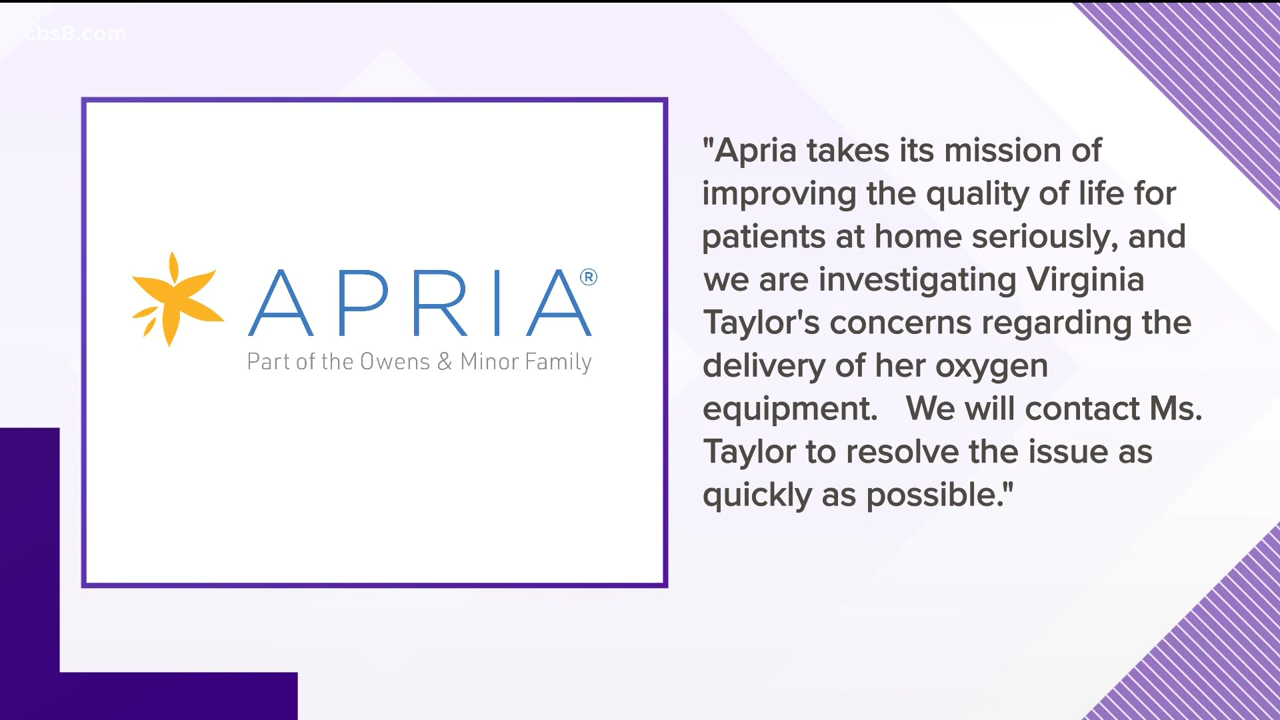 cbs8.com
APRIA®
Part of the Owens & Minor Family
"Apria takes its mission of
improving the quality of life for
patients at home seriously, and
we are investigating Virginia
Taylor's concerns regarding the
delivery of her oxygen
equipment.   We will contact Ms.
Taylor to resolve the issue as
quickly as possible."